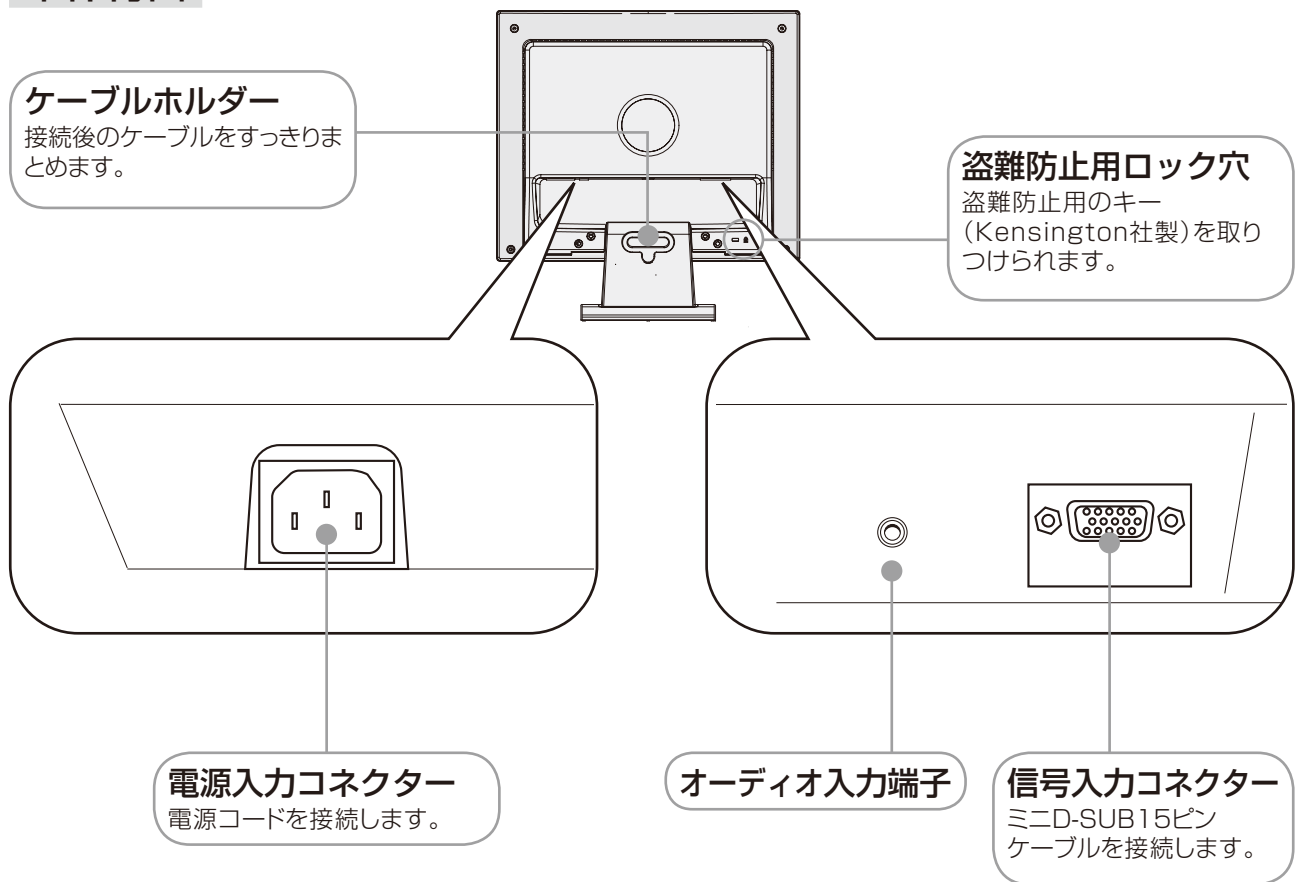 ケーブルホルダー
接続後のケーブルをすっきりま
とめます。
盗難防止用ロック穴
盗難防止用のキー
(Kensington社製)を取り
つけられます。
電源入力コネクター
電源コードを接続します。
オーディオ入力端子
信号入力コネクター
ミニD-SUB15ピン
ケーブルを接続します。